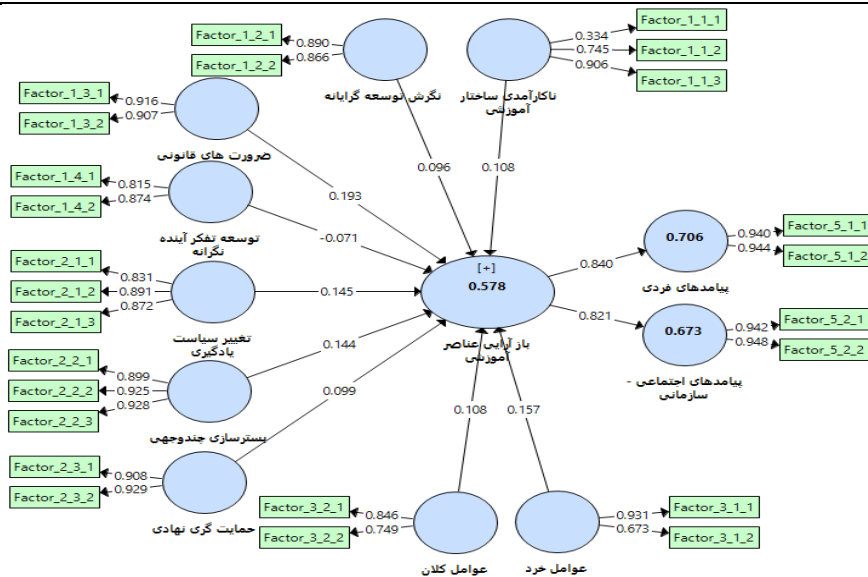 Factor_1_1_1
0.334
Factor_1_1_2
0.745
Factor_1_1_3
0.906
ناکارآمدی ساختار
آموزشی
0.108
Factor_1_2_1
0.890
Factor_1_2_2
0.866
نگرش توسعه گرایانه
0.096
Factor_1_3_1
0.916
Factor_1_3_2
0.907
ضرورت های قانونی
0.193
Factor_1_4_1
0.815
Factor_1_4_2
0.874
توسعه تفکر آینده
نگرانه
-0.071
Factor_2_1_1
0.831
Factor_2_1_2
0.891
Factor_2_1_3
0.872
تغییر سیاست
یادگیری
0.145
Factor_2_2_1
0.899
Factor_2_2_2
0.925
Factor_2_2_3
0.928
بسترسازی چندوجهی
0.144
Factor_2_3_1
0.908
Factor_2_3_2
0.929
حمایت گری نهادی
0.099
Factor_3_2_1
0.846
Factor_3_2_2
0.749
عوامل کلان
0.108
Factor_3_1_1
0.931
Factor_3_1_2
0.673
عوامل خرد
0.157
[+]
0.578
باز آرایی عناصر
آموزشی
0.840
0.706
پیامدهای فردی
Factor_5_1_1
0.940
Factor_5_1_2
0.944
0.821
0.673
پیامدهای اجتماعی -
سازمانی
Factor_5_2_1
0.942
Factor_5_2_2
0.948